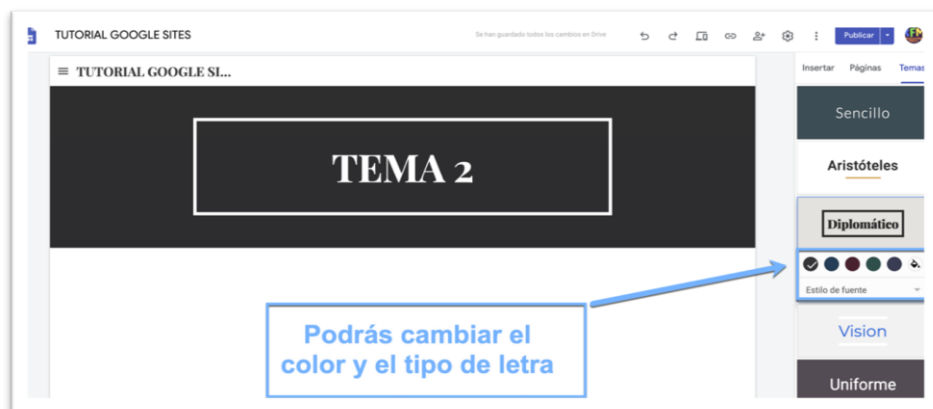 TUTORIAL GOOGLE SITES
Se han guardado todos los cambios en Drive
Publicar
TUTORIAL GOOGLE SI...
Insertar Páginas Temas
TEMA 2
Sencillo
Aristóteles
Diplomático
Estilo de fuente
Podrás cambiar el
color y el tipo de letra
Vision
Uniforme